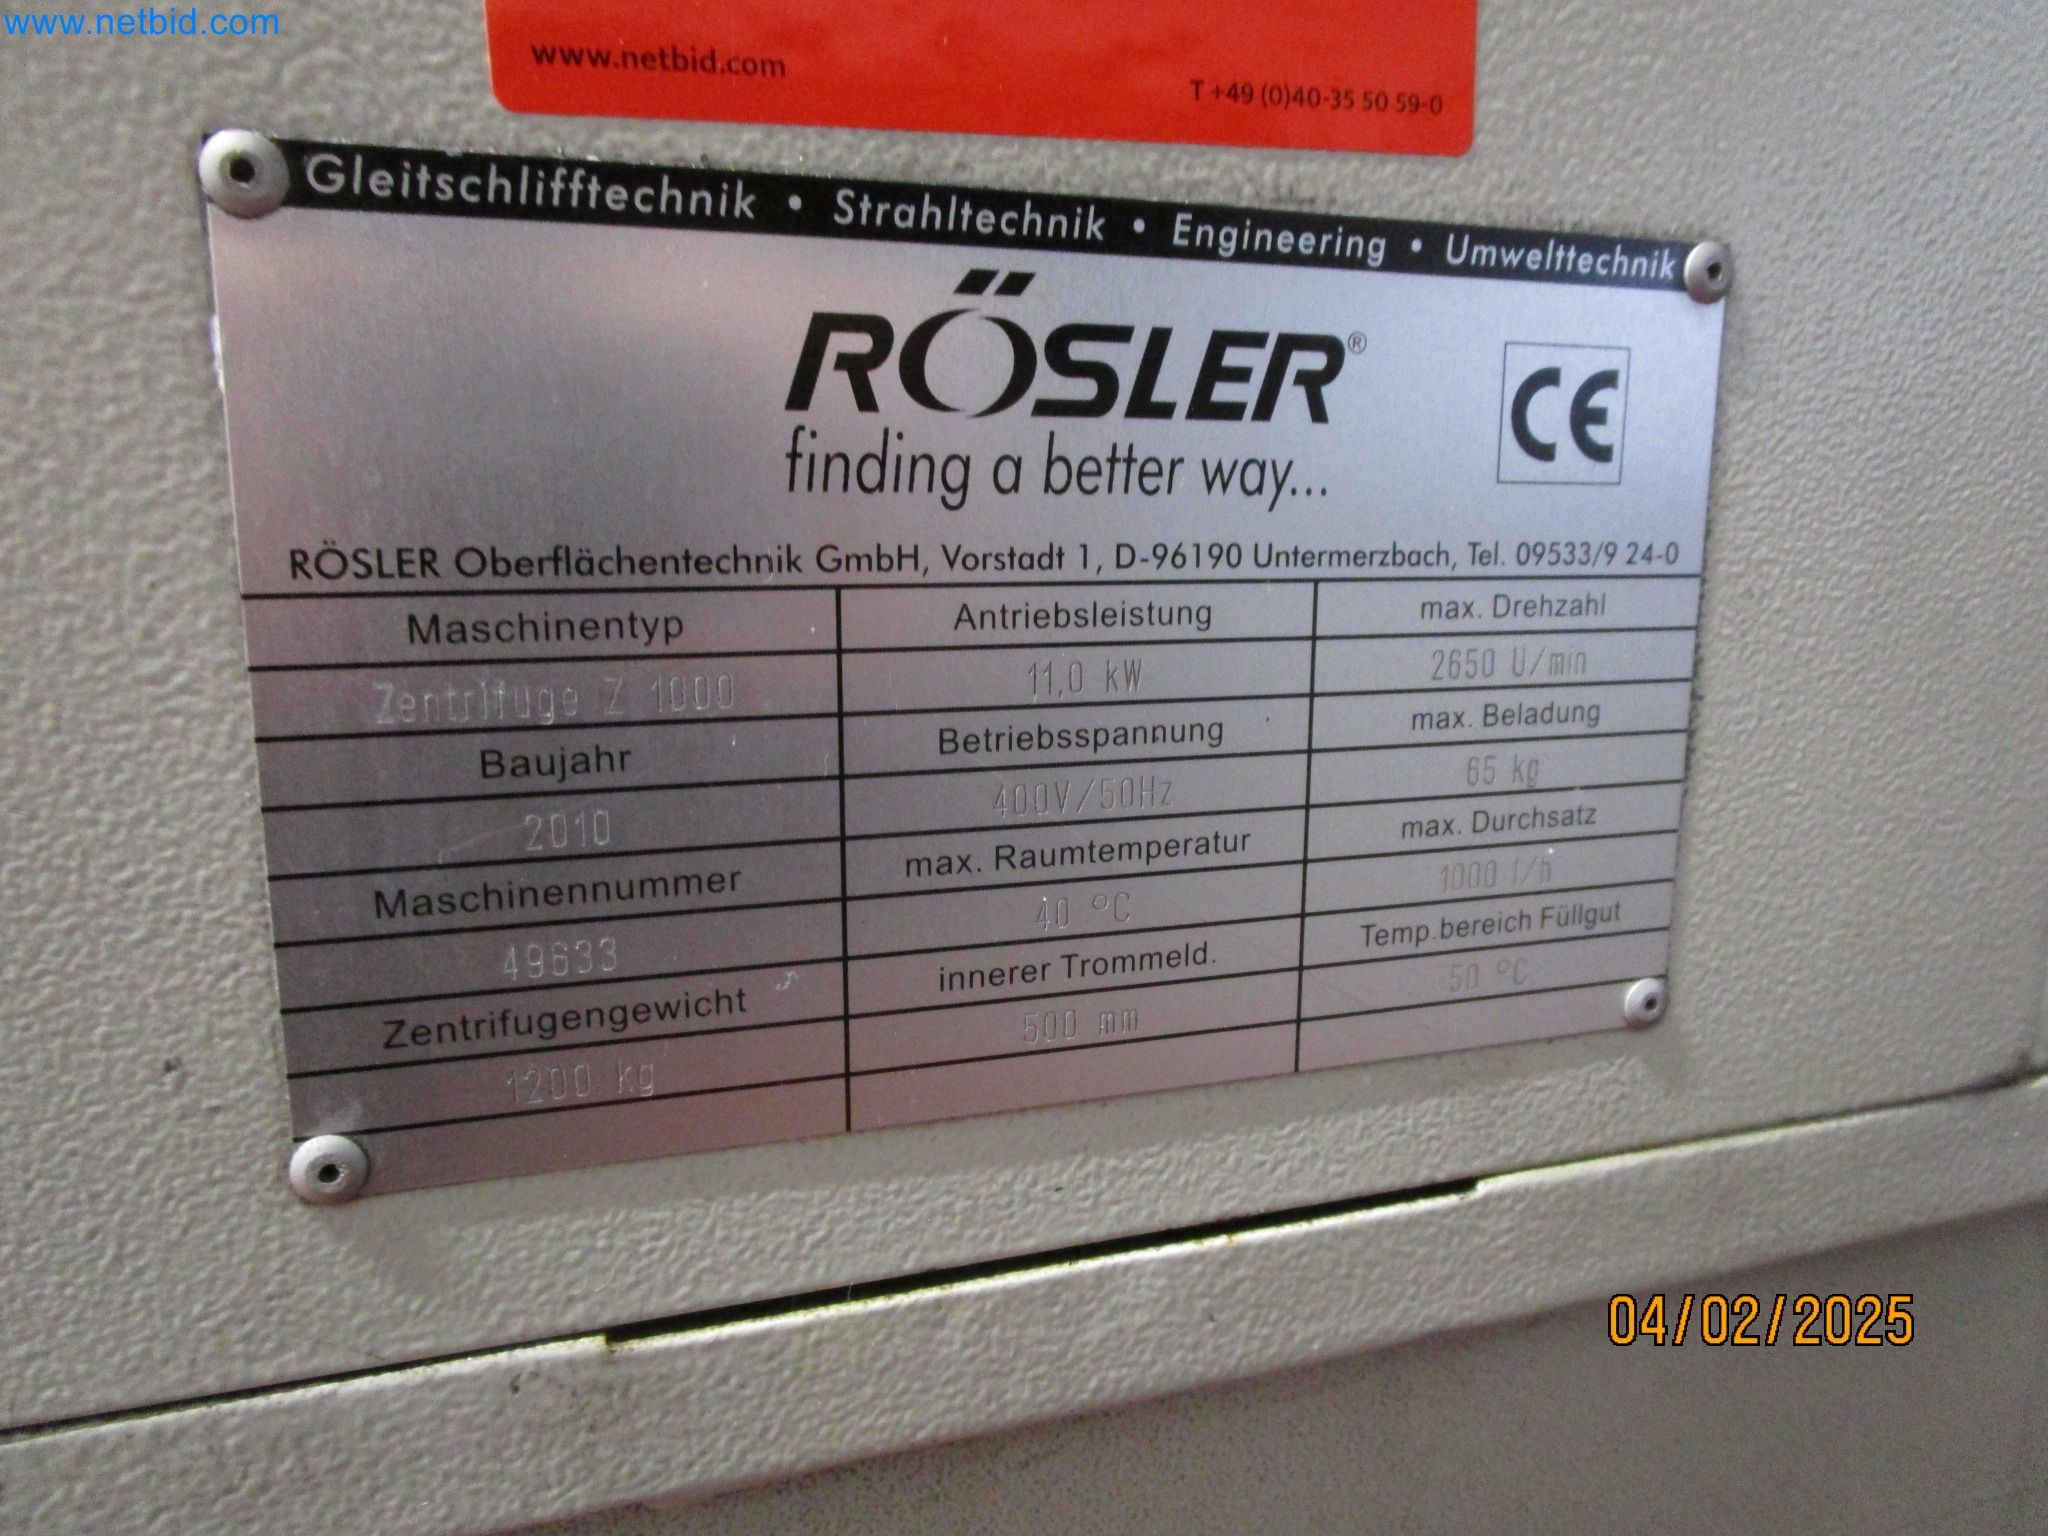 www.netbid.com
www.netbid.com
T +49 (0)40-35 50 59-0
Gleitschlifftechnik • Strahltechnik • Engineering • Umwelttechnik
RÖSLER®
finding a better way...
CE
RÖSLER Oberflächentechnik GmbH, Vorstadt 1, D-96190 Untermerzbach, Tel. 09533/9 24-0
Maschinentyp Antriebsleistung max. Drehzahl
Zentrifuge Z 1000 11,0 kW 2650 U/min
Baujahr Betriebsspannung max. Beladung
2010 400V/50Hz 65 kg
Maschinennummer max. Raumtemperatur max. Durchsatz
49633 40 °C 1000 l/h
Zentrifugengewicht innerer Trommeld. Temp.bereich Füllgut
1200 kg 500 mm 50 °C
04/02/2025